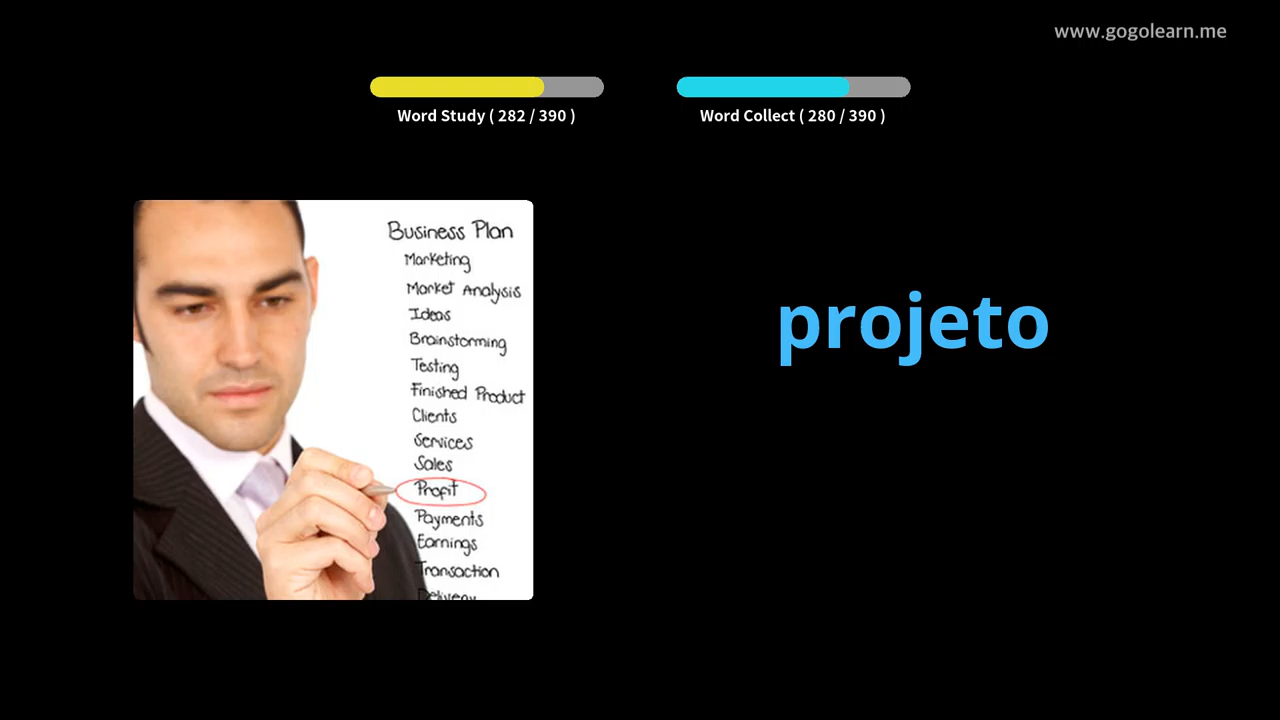 www.gogolearn.me
Word Study ( 282 / 390 )
Word Collect ( 280 / 390 )
Business Plan
Marketing
Market Analysis
Ideas
Brainstorming
Testing
Finished Product
Clients
Services
Sales
Profit
Payments
Earnings
Transaction
Delivery
projeto